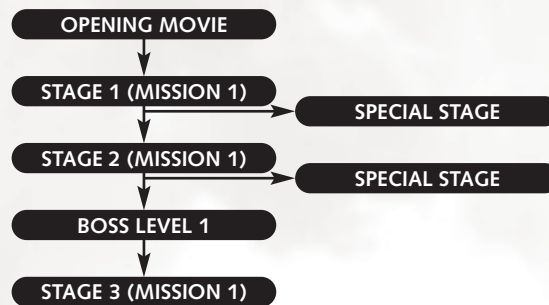 OPENING MOVIE
STAGE 1 (MISSION 1)
SPECIAL STAGE
STAGE 2 (MISSION 1)
SPECIAL STAGE
BOSS LEVEL 1
STAGE 3 (MISSION 1)